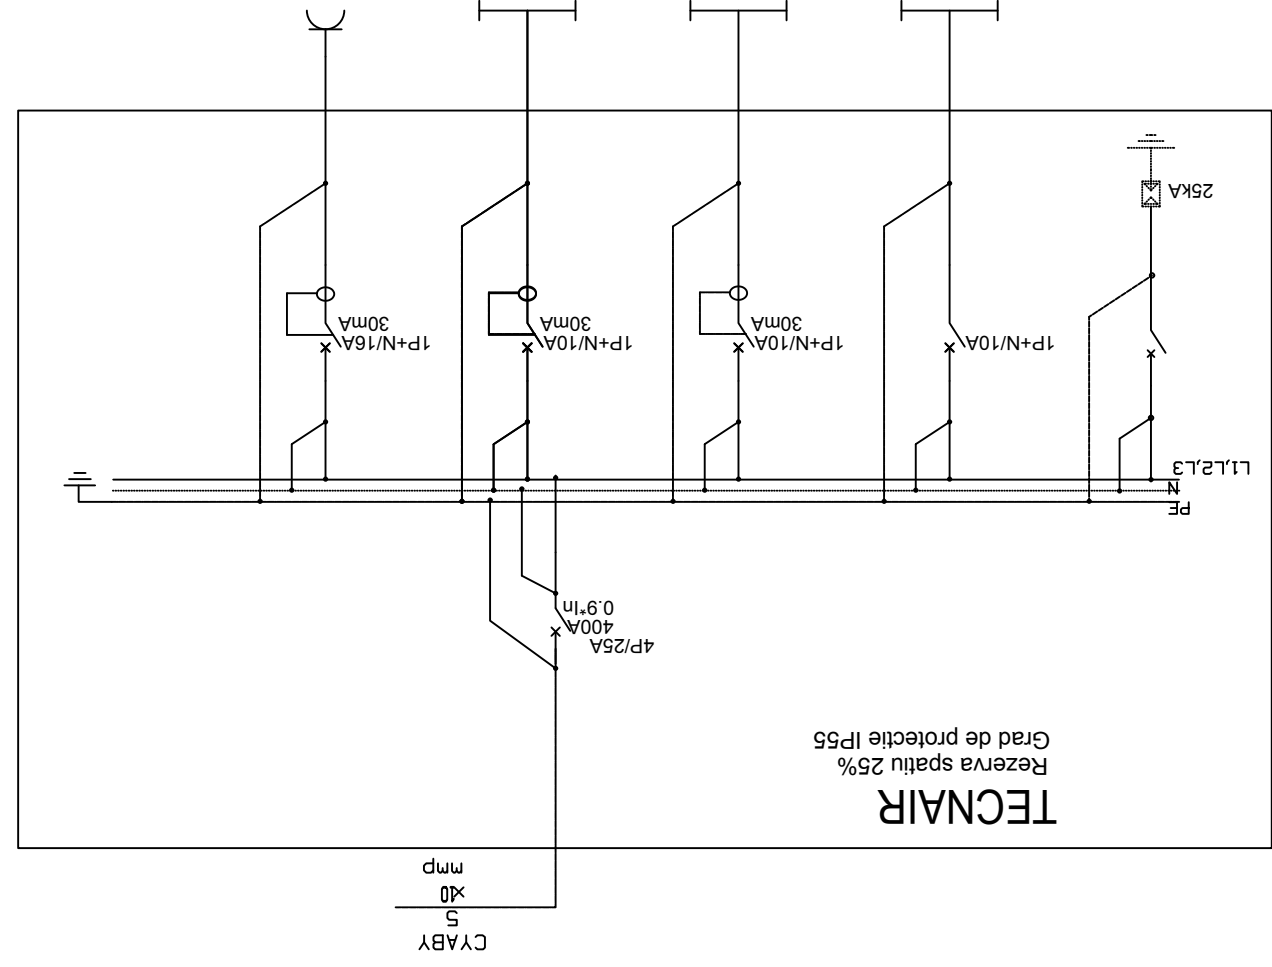 CYABY
5
x10
mmp
TECNAIR
Rezerva spatiu 25%
Grad de protectie IP55
4P/25A
400A
0.9*In
PE
N
L1,L2,L3
1P+N/10A
1P+N/10A
30mA
1P+N/10A
30mA
1P+N/16A
30mA
25kA